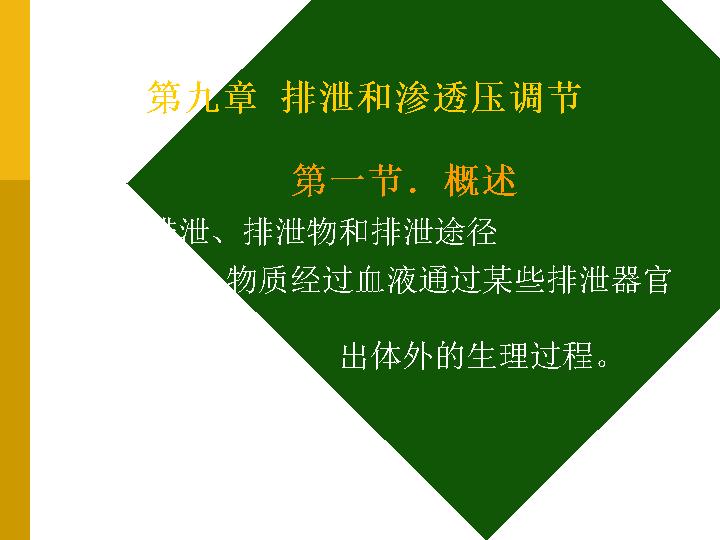 第九章 排泄和渗透压调节
第一节．概述
排泄、排泄物和排泄途径
物质经过血液通过某些排泄器官
出体外的生理过程。